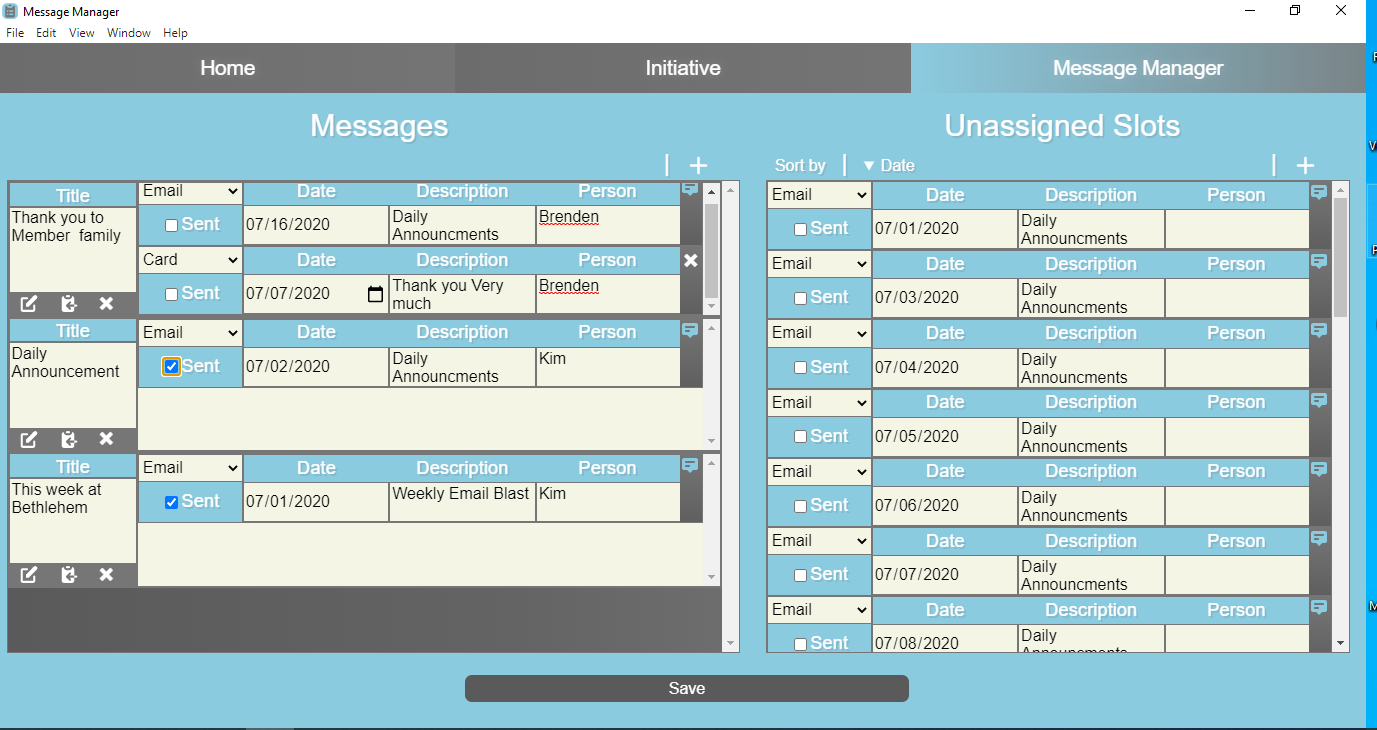 Message Manager
File Edit View Window Help
Home Initiative Message Manager
Messages
Unassigned Slots
Sort by ▼ Date
Title
Thank you to
Member family
Email Date Description Person
Sent 07/16/2020 Daily
Announcments
Brenden
Card Date Description Person
Sent 07/07/2020 Thank you Very
much
Brenden
Title
Daily
Announcement
Email Date Description Person
Sent 07/02/2020 Daily
Announcments
Kim
Title
This week at
Bethlehem
Email Date Description Person
Sent 07/01/2020 Weekly Email Blast Kim
Email Date Description Person
Sent 07/01/2020 Daily
Announcments
Email Date Description Person
Sent 07/03/2020 Daily
Announcments
Email Date Description Person
Sent 07/04/2020 Daily
Announcments
Email Date Description Person
Sent 07/05/2020 Daily
Announcments
Email Date Description Person
Sent 07/06/2020 Daily
Announcments
Email Date Description Person
Sent 07/07/2020 Daily
Announcments
Email Date Description Person
Sent 07/08/2020 Daily
Save